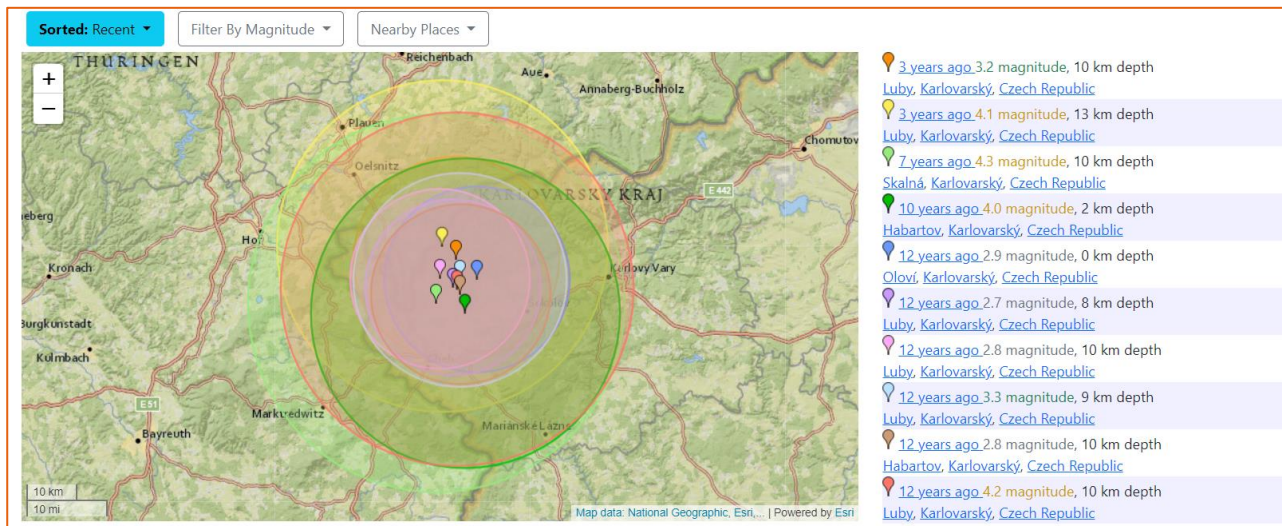 Sorted: Recent
Filter By Magnitude
Nearby Places
+
−
THÜRINGEN
Reichenbach
Aue
Annaberg-Buchholz
Plauen
Chomutov
Oelsnitz
KARLOVARSKÝ KRAJ
E 442
Kronach
Karlovy Vary
Kulmbach
E 51
Marktredwitz
Mariánské Lázně
Bayreuth
10 km
10 mi
Map data: National Geographic, Esri,... | Powered by Esri
3 years ago 3.2 magnitude, 10 km depth
Luby, Karlovarský, Czech Republic
3 years ago 4.1 magnitude, 13 km depth
Luby, Karlovarský, Czech Republic
7 years ago 4.3 magnitude, 10 km depth
Skalná, Karlovarský, Czech Republic
10 years ago 4.0 magnitude, 2 km depth
Habartov, Karlovarský, Czech Republic
12 years ago 2.9 magnitude, 0 km depth
Oloví, Karlovarský, Czech Republic
12 years ago 2.7 magnitude, 8 km depth
Luby, Karlovarský, Czech Republic
12 years ago 2.8 magnitude, 10 km depth
Luby, Karlovarský, Czech Republic
12 years ago 3.3 magnitude, 9 km depth
Luby, Karlovarský, Czech Republic
12 years ago 2.8 magnitude, 10 km depth
Habartov, Karlovarský, Czech Republic
12 years ago 4.2 magnitude, 10 km depth
Luby, Karlovarský, Czech Republic